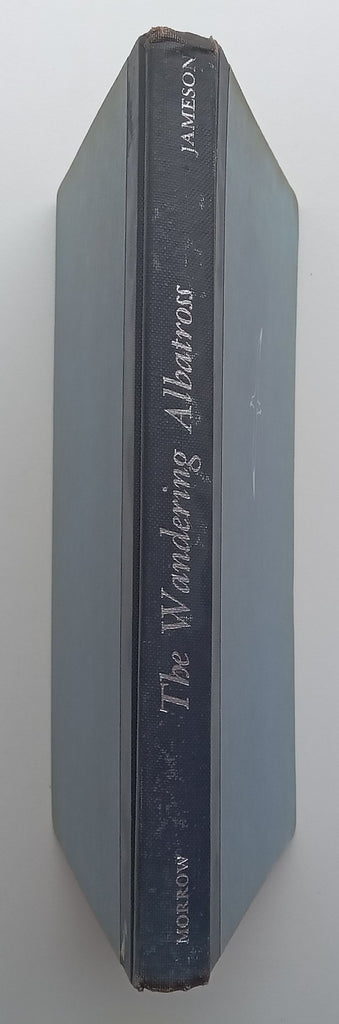 JAMESON
The Wandering Albatross
MORROW